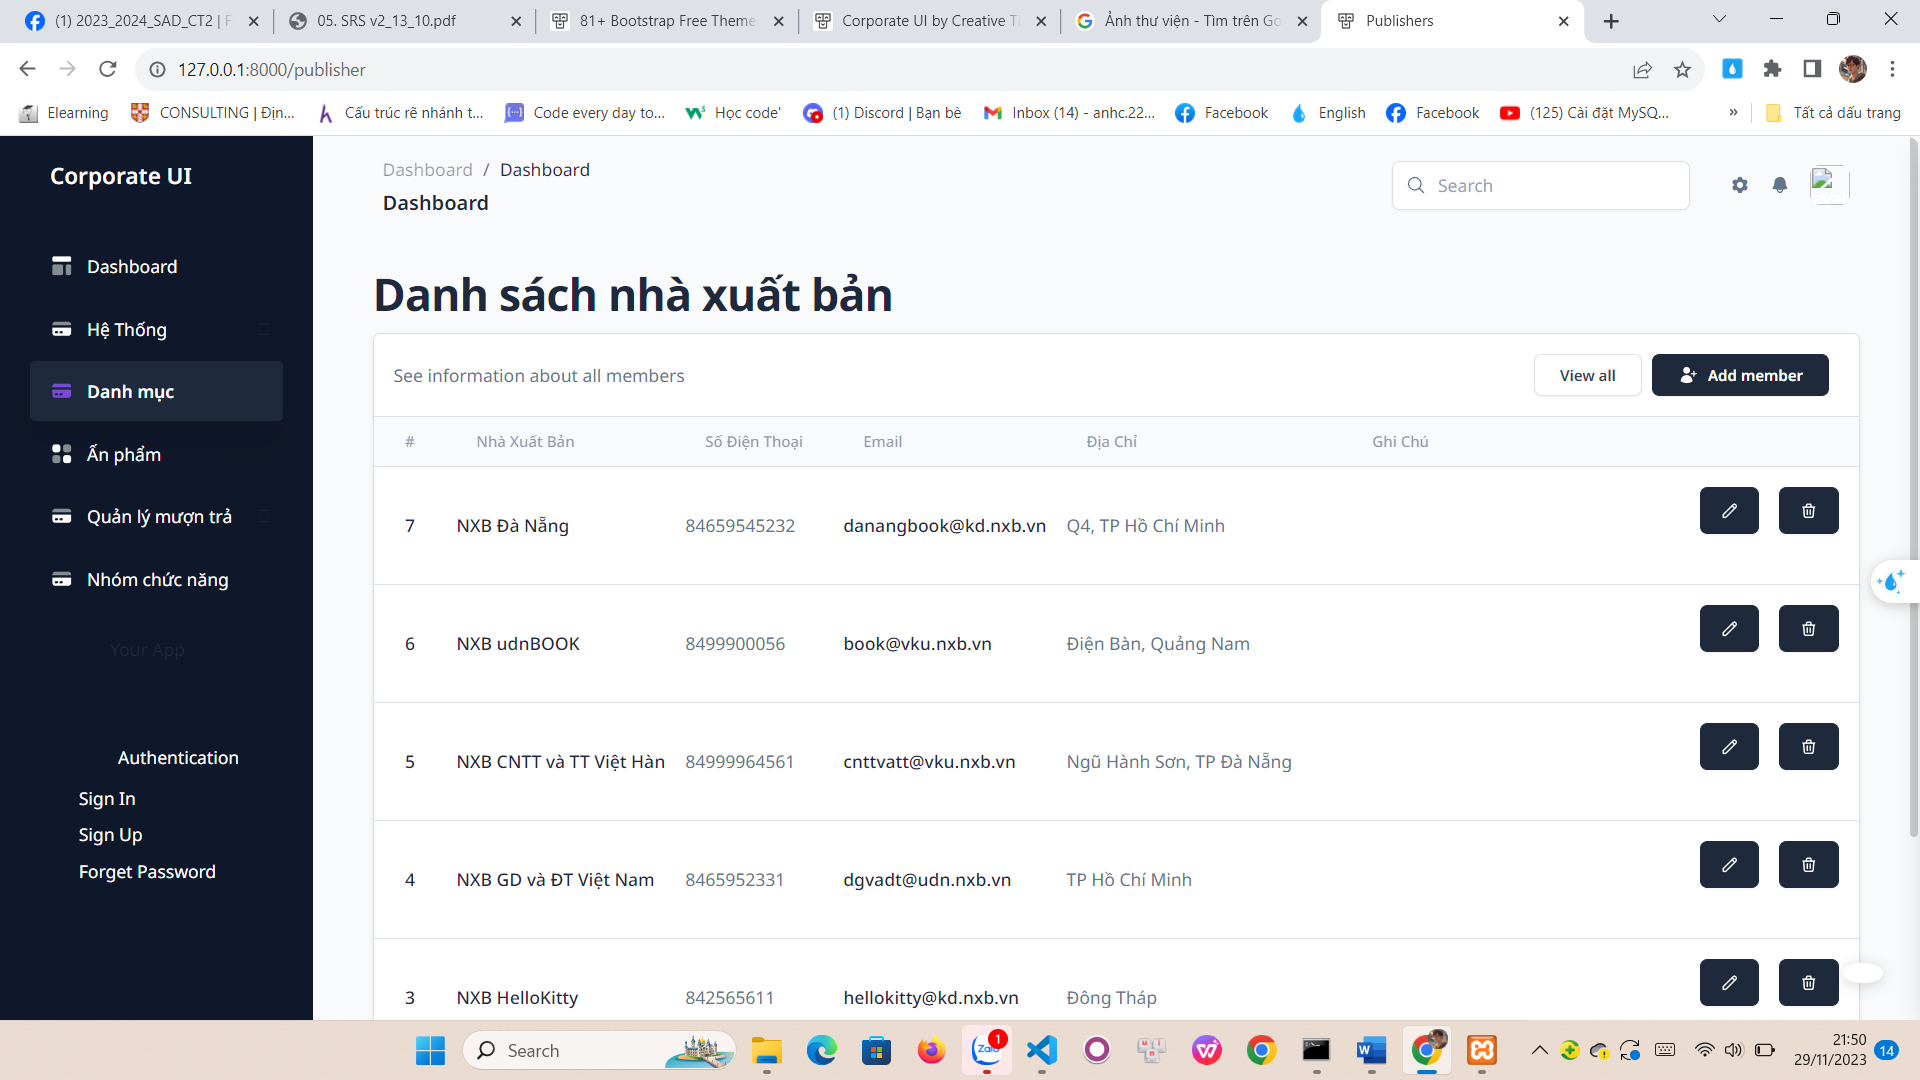 (1) 2023_2024_SAD_CT2 | F
05. SRS v2_13_10.pdf
81+ Bootstrap Free Theme
Corporate UI by Creative Ti
Ảnh thư viện - Tìm trên Go
Publishers
127.0.0.1:8000/publisher
Elearning
CONSULTING | Địn...
Cấu trúc rẽ nhánh t...
Code every day to...
Học code'
(1) Discord | Bạn bè
Inbox (14) - anhc.22...
Facebook
English
Facebook
(125) Cài đặt MySQ...
»
Tất cả dấu trang
Corporate UI
Dashboard
Hệ Thống
Danh mục
Ấn phẩm
Quản lý mượn trả
Nhóm chức năng
Your App
Authentication
Sign In
Sign Up
Forget Password
Dashboard / Dashboard
Dashboard
Search
Danh sách nhà xuất bản
See information about all members
View all
Add member
# Nhà Xuất Bản Số Điện Thoại Email Địa Chỉ Ghi Chú
7 NXB Đà Nẵng 84659545232 danangbook@kd.nxb.vn Q4, TP Hồ Chí Minh
6 NXB udnBOOK 8499900056 book@vku.nxb.vn Điện Bàn, Quảng Nam
5 NXB CNTT và TT Việt Hàn 84999964561 cnttvatt@vku.nxb.vn Ngũ Hành Sơn, TP Đà Nẵng
4 NXB GD và ĐT Việt Nam 8465952331 dgvadt@udn.nxb.vn TP Hồ Chí Minh
3 NXB HelloKitty 842565611 hellokitty@kd.nxb.vn Đông Tháp
Search
Zalo
1
21:50
29/11/2023
14